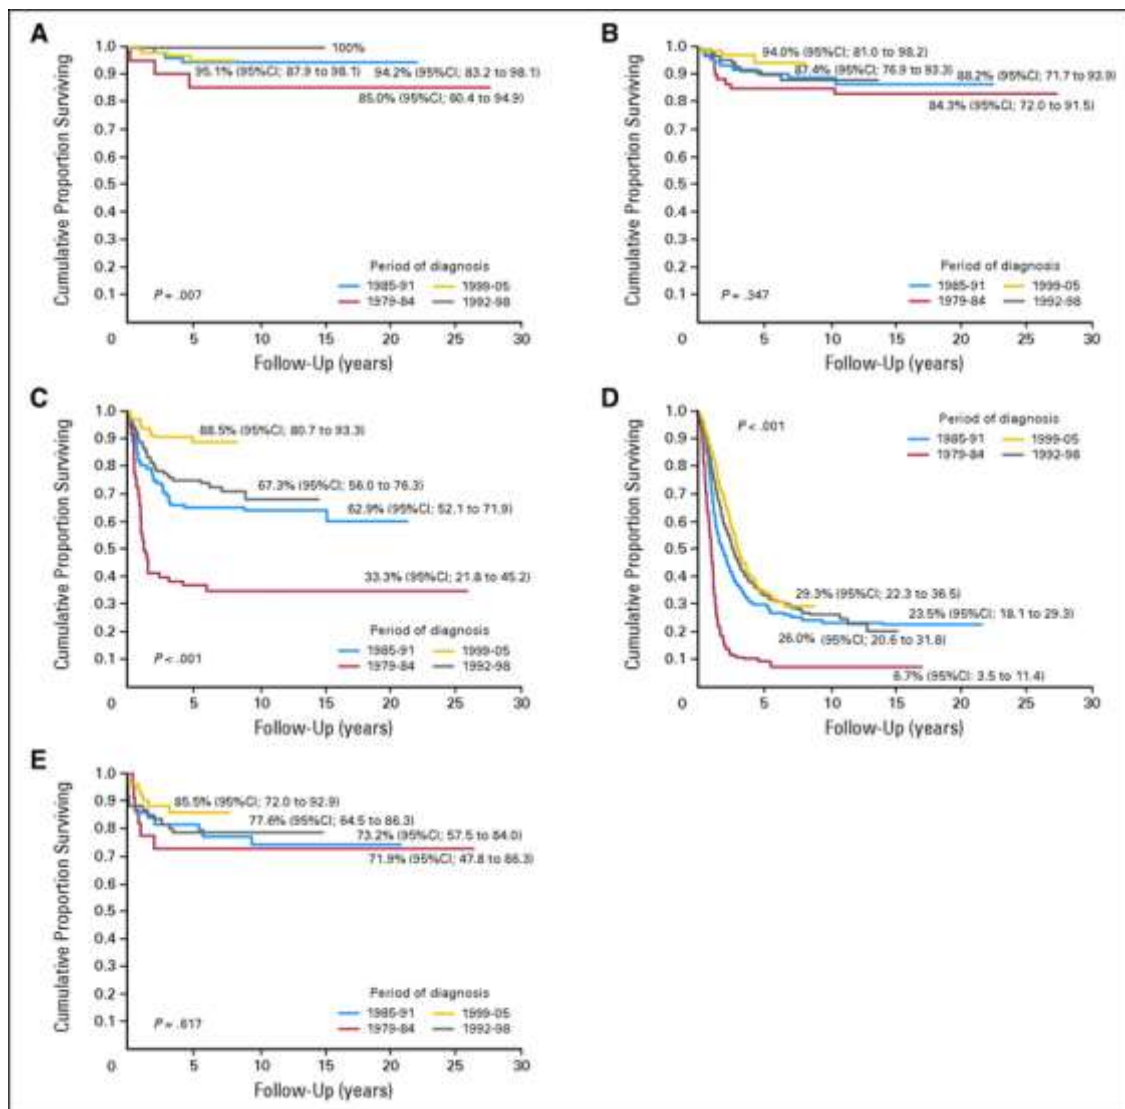 A
Cumulative Proportion Surviving
1.0
0.9
0.8
0.7
0.6
0.5
0.4
0.3
0.2
0.1
100%
95.1% (95%CI; 87.9 to 98.1)
94.2% (95%CI; 83.2 to 98.1)
85.0% (95%CI; 60.4 to 94.9)
Period of diagnosis
1985-91 1999-05
1979-84 1992-98
P = .007
0 5 10 15 20 25 30
Follow-Up (years)
B
Cumulative Proportion Surviving
1.0
0.9
0.8
0.7
0.6
0.5
0.4
0.3
0.2
0.1
94.0% (95%CI; 81.0 to 98.2)
87.4% (95%CI; 76.9 to 93.3)
88.2% (95%CI; 71.7 to 93.9)
84.3% (95%CI; 72.0 to 91.5)
Period of diagnosis
1985-91 1999-05
1979-84 1992-98
P = .347
0 5 10 15 20 25 30
Follow-Up (years)
C
Cumulative Proportion Surviving
1.0
0.9
0.8
0.7
0.6
0.5
0.4
0.3
0.2
0.1
88.5% (95%CI; 80.7 to 93.3)
67.3% (95%CI; 56.0 to 76.3)
62.9% (95%CI; 52.1 to 71.9)
33.3% (95%CI; 21.8 to 45.2)
Period of diagnosis
1985-91 1999-05
1979-84 1992-98
P < .001
0 5 10 15 20 25 30
Follow-Up (years)
D
Cumulative Proportion Surviving
1.0
0.9
0.8
0.7
0.6
0.5
0.4
0.3
0.2
0.1
P < .001
Period of diagnosis
1985-91 1999-05
1979-84 1992-98
29.3% (95%CI; 22.3 to 36.5)
23.5% (95%CI; 18.1 to 29.3)
26.0% (95%CI; 20.6 to 31.8)
6.7% (95%CI; 3.5 to 11.4)
0 5 10 15 20 25 30
Follow-Up (years)
E
Cumulative Proportion Surviving
1.0
0.9
0.8
0.7
0.6
0.5
0.4
0.3
0.2
0.1
85.5% (95%CI; 72.0 to 92.9)
77.6% (95%CI; 64.5 to 86.3)
73.2% (95%CI; 57.5 to 84.0)
71.9% (95%CI; 47.8 to 86.3)
Period of diagnosis
1985-91 1999-05
1979-84 1992-98
P = .617
0 5 10 15 20 25 30
Follow-Up (years)